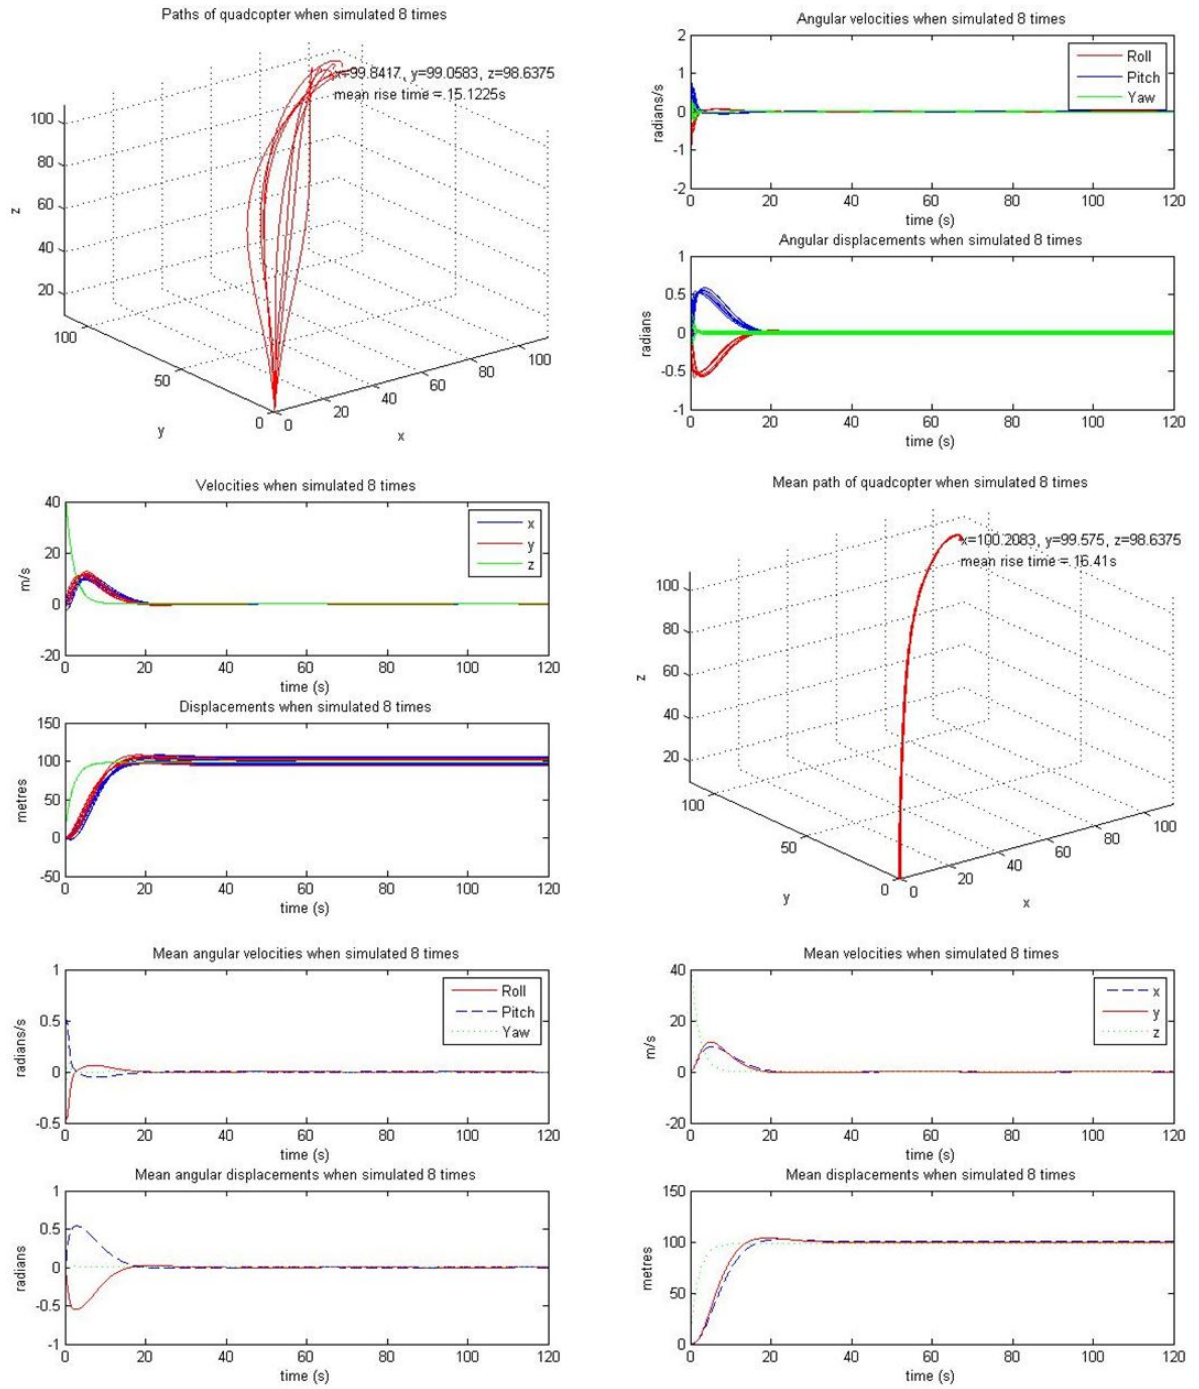 Paths of quadcopter when simulated 8 times
x=99.8417, y=99.0583, z=98.6375
mean rise time = 15.1225s
100
80
60
40
20
z
100
50
0
y
0
20
40
60
80
100
x
Angular velocities when simulated 8 times
2
1
0
-1
-2
radians/s
Roll
Pitch
Yaw
0 20 40 60 80 100 120
time (s)
Angular displacements when simulated 8 times
1
0.5
0
-0.5
-1
radians
0 20 40 60 80 100 120
time (s)
Velocities when simulated 8 times
40
20
0
-20
m/s
x
y
z
0 20 40 60 80 100 120
time (s)
Displacements when simulated 8 times
150
100
50
0
-50
metres
0 20 40 60 80 100 120
time (s)
Mean path of quadcopter when simulated 8 times
x=100.2083, y=99.575, z=98.6375
mean rise time = 16.41s
100
80
60
40
20
z
100
50
0
y
0
20
40
60
80
100
x
Mean angular velocities when simulated 8 times
1
0.5
0
-0.5
radians/s
Roll
Pitch
Yaw
0 20 40 60 80 100 120
time (s)
Mean angular displacements when simulated 8 times
1
0.5
0
-0.5
-1
radians
0 20 40 60 80 100 120
time (s)
Mean velocities when simulated 8 times
40
20
0
-20
m/s
x
y
z
0 20 40 60 80 100 120
time (s)
Mean displacements when simulated 8 times
150
100
50
0
metres
0 20 40 60 80 100 120
time (s)